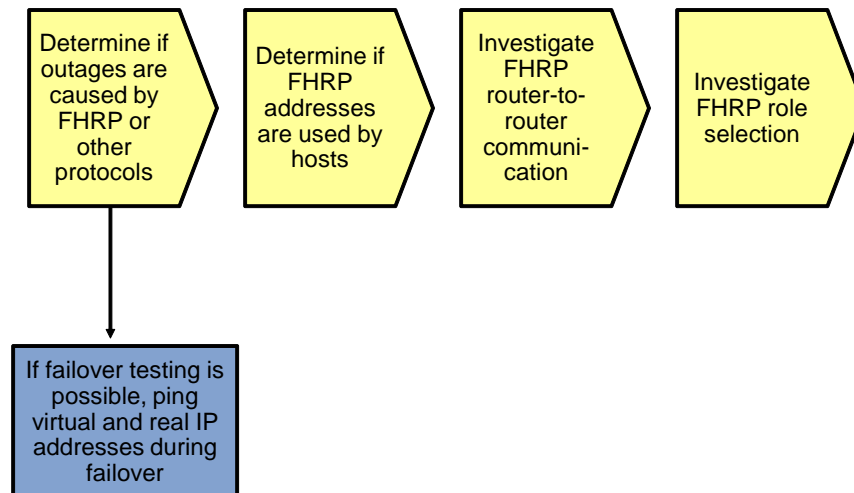 Determine if
outages are
caused by
FHRP or
other
protocols
Determine if
FHRP
addresses
are used by
hosts
Investigate
FHRP
router-to-
router
communi-
cation
Investigate
FHRP role
selection
If failover testing is
possible, ping
virtual and real IP
addresses during
failover